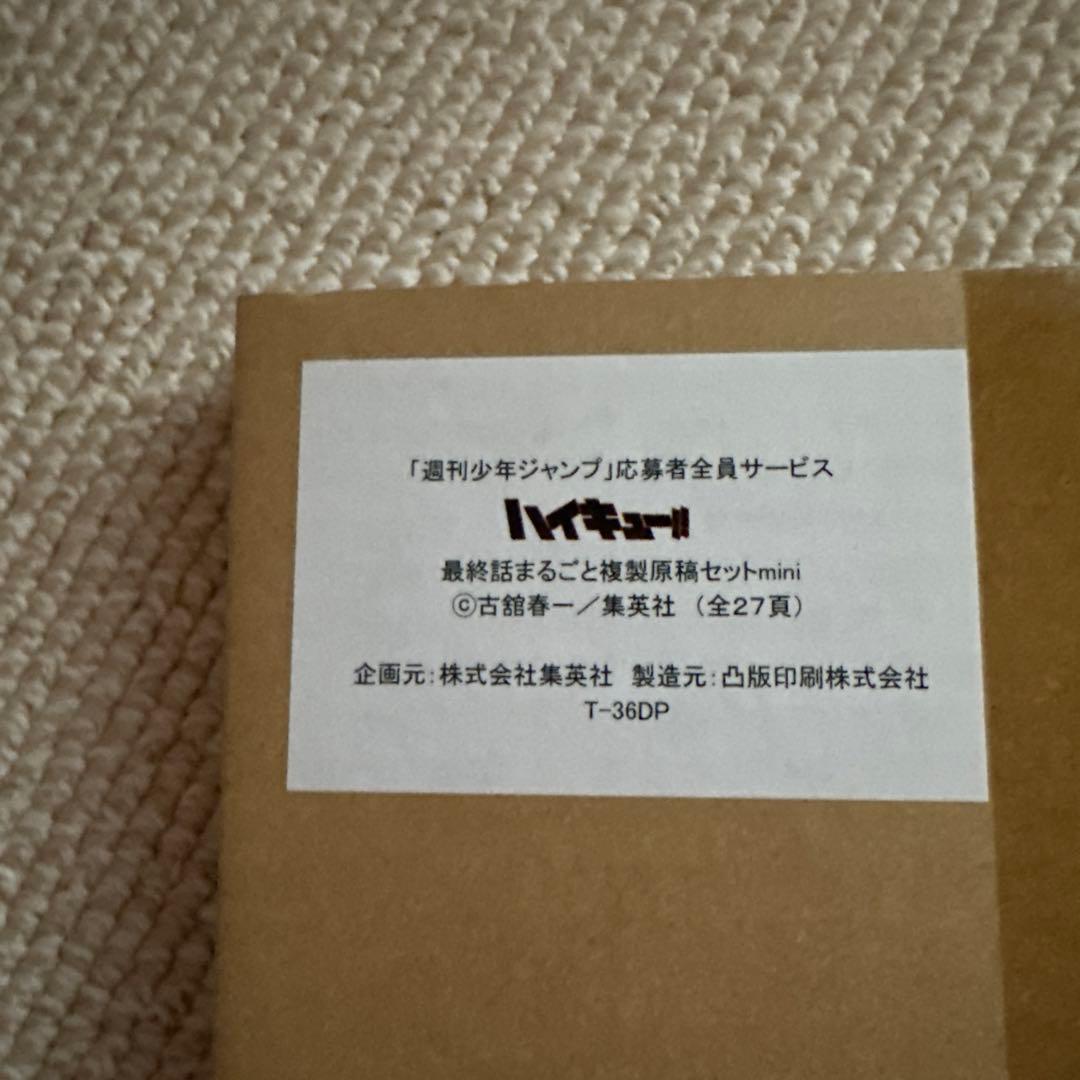 「週刊少年ジャンプ」応募者全員サービス
ハイキュー!!
最終話まるごと複製原稿セットmini
©古舘春一／集英社 （全27頁）
企画元：株式会社集英社 製造元：凸版印刷株式会社
T-36DP